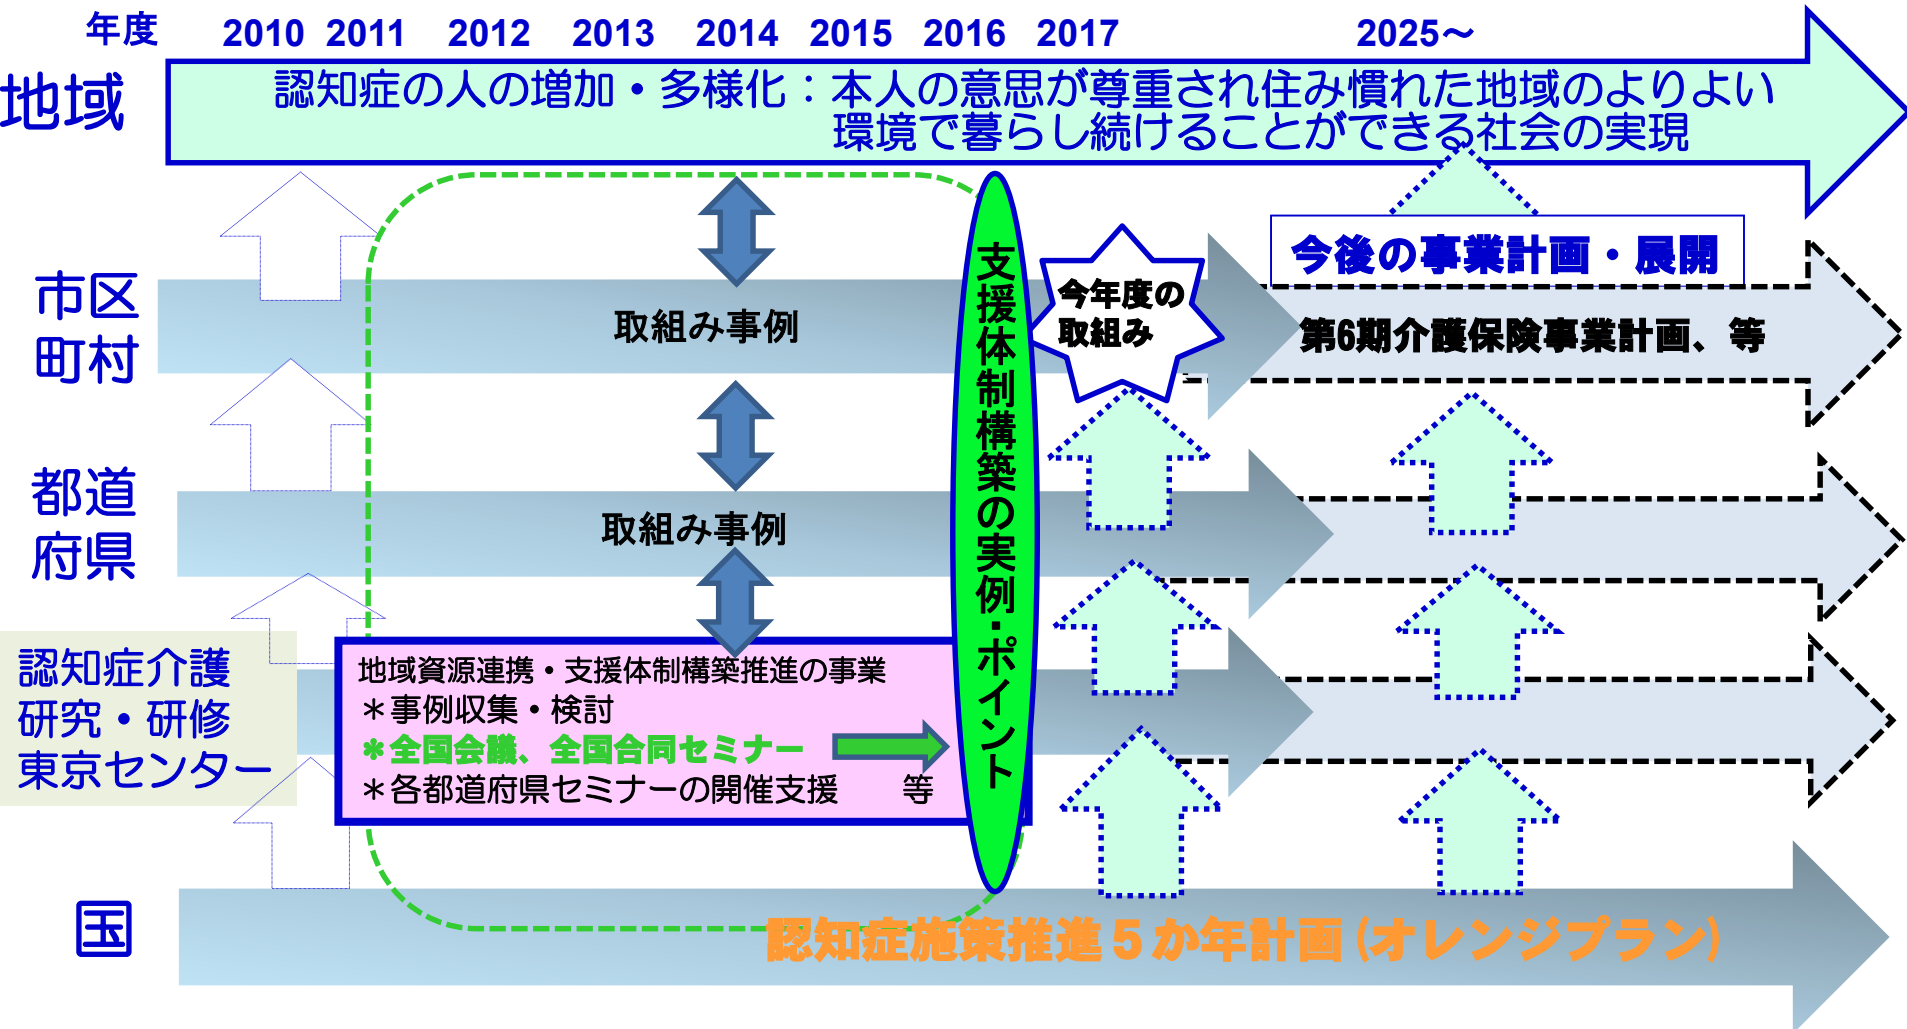 年度 2010 2011 2012 2013 2014 2015 2016 2017 2025～
地域
認知症の人の増加・多様化：本人の意思が尊重され住み慣れた地域のよりよい
環境で暮らし続けることができる社会の実現
市区
町村
取組み事例
支援体制構築の実例・ポイント
今年度の
取組み
今後の事業計画・展開
第6期介護保険事業計画、等
都道
府県
取組み事例
認知症介護
研究・研修
東京センター
地域資源連携・支援体制構築推進の事業
＊事例収集・検討
＊全国会議、全国合同セミナー
＊各都道府県セミナーの開催支援　　等
国
認知症施策推進５か年計画(オレンジプラン)